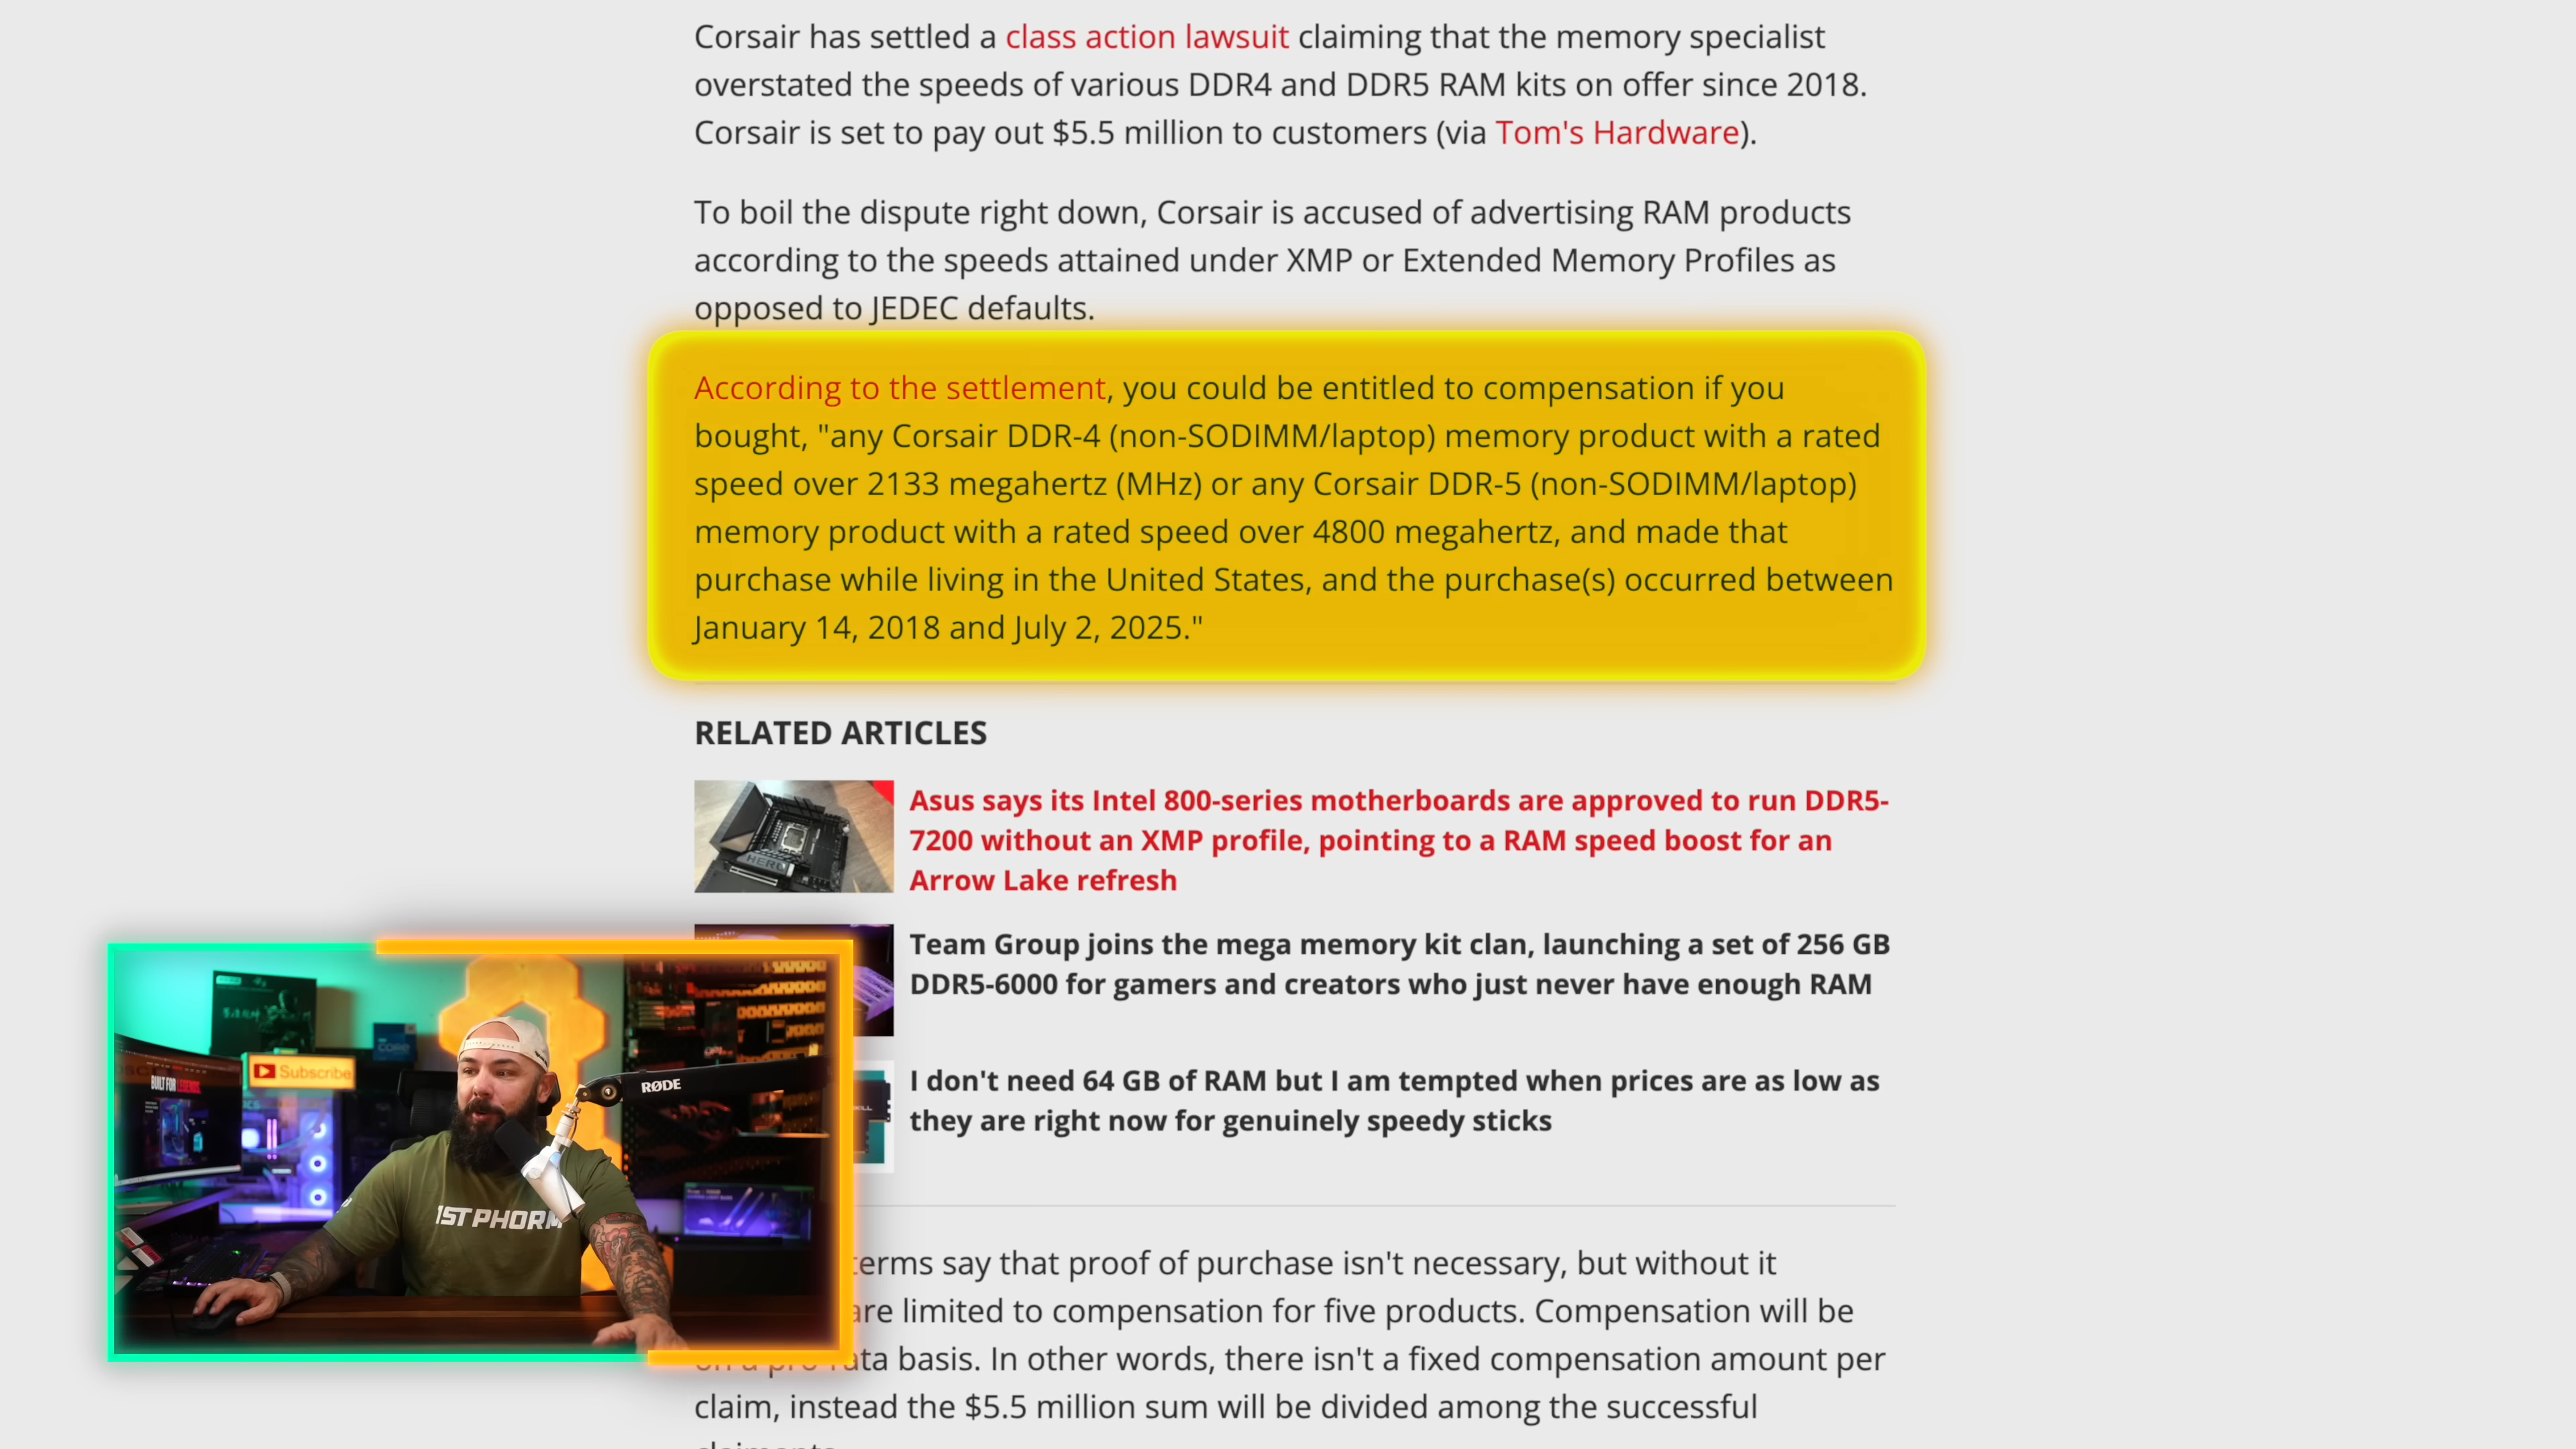 Corsair has settled a class action lawsuit claiming that the memory specialist
overstated the speeds of various DDR4 and DDR5 RAM kits on offer since 2018.
Corsair is set to pay out $5.5 million to customers (via Tom's Hardware).
To boil the dispute right down, Corsair is accused of advertising RAM products
according to the speeds attained under XMP or Extended Memory Profiles as
opposed to JEDEC defaults.
According to the settlement, you could be entitled to compensation if you
bought, "any Corsair DDR-4 (non-SODIMM/laptop) memory product with a rated
speed over 2133 megahertz (MHz) or any Corsair DDR-5 (non-SODIMM/laptop)
memory product with a rated speed over 4800 megahertz, and made that
purchase while living in the United States, and the purchase(s) occurred between
January 14, 2018 and July 2, 2025."
RELATED ARTICLES
Asus says its Intel 800-series motherboards are approved to run DDR5-
7200 without an XMP profile, pointing to a RAM speed boost for an
Arrow Lake refresh
HERO
Team Group joins the mega memory kit clan, launching a set of 256 GB
DDR5-6000 for gamers and creators who just never have enough RAM
I don't need 64 GB of RAM but I am tempted when prices are as low as
they are right now for genuinely speedy sticks
CORE
BUILT FOR LEGENDS
Subscribe
RØDE
1STPHORM
say that proof of purchase isn't necessary, but without it
are limited to compensation for five products. Compensation will be
basis. In other words, there isn't a fixed compensation amount per
claim, instead the $5.5 million sum will be divided among the successful